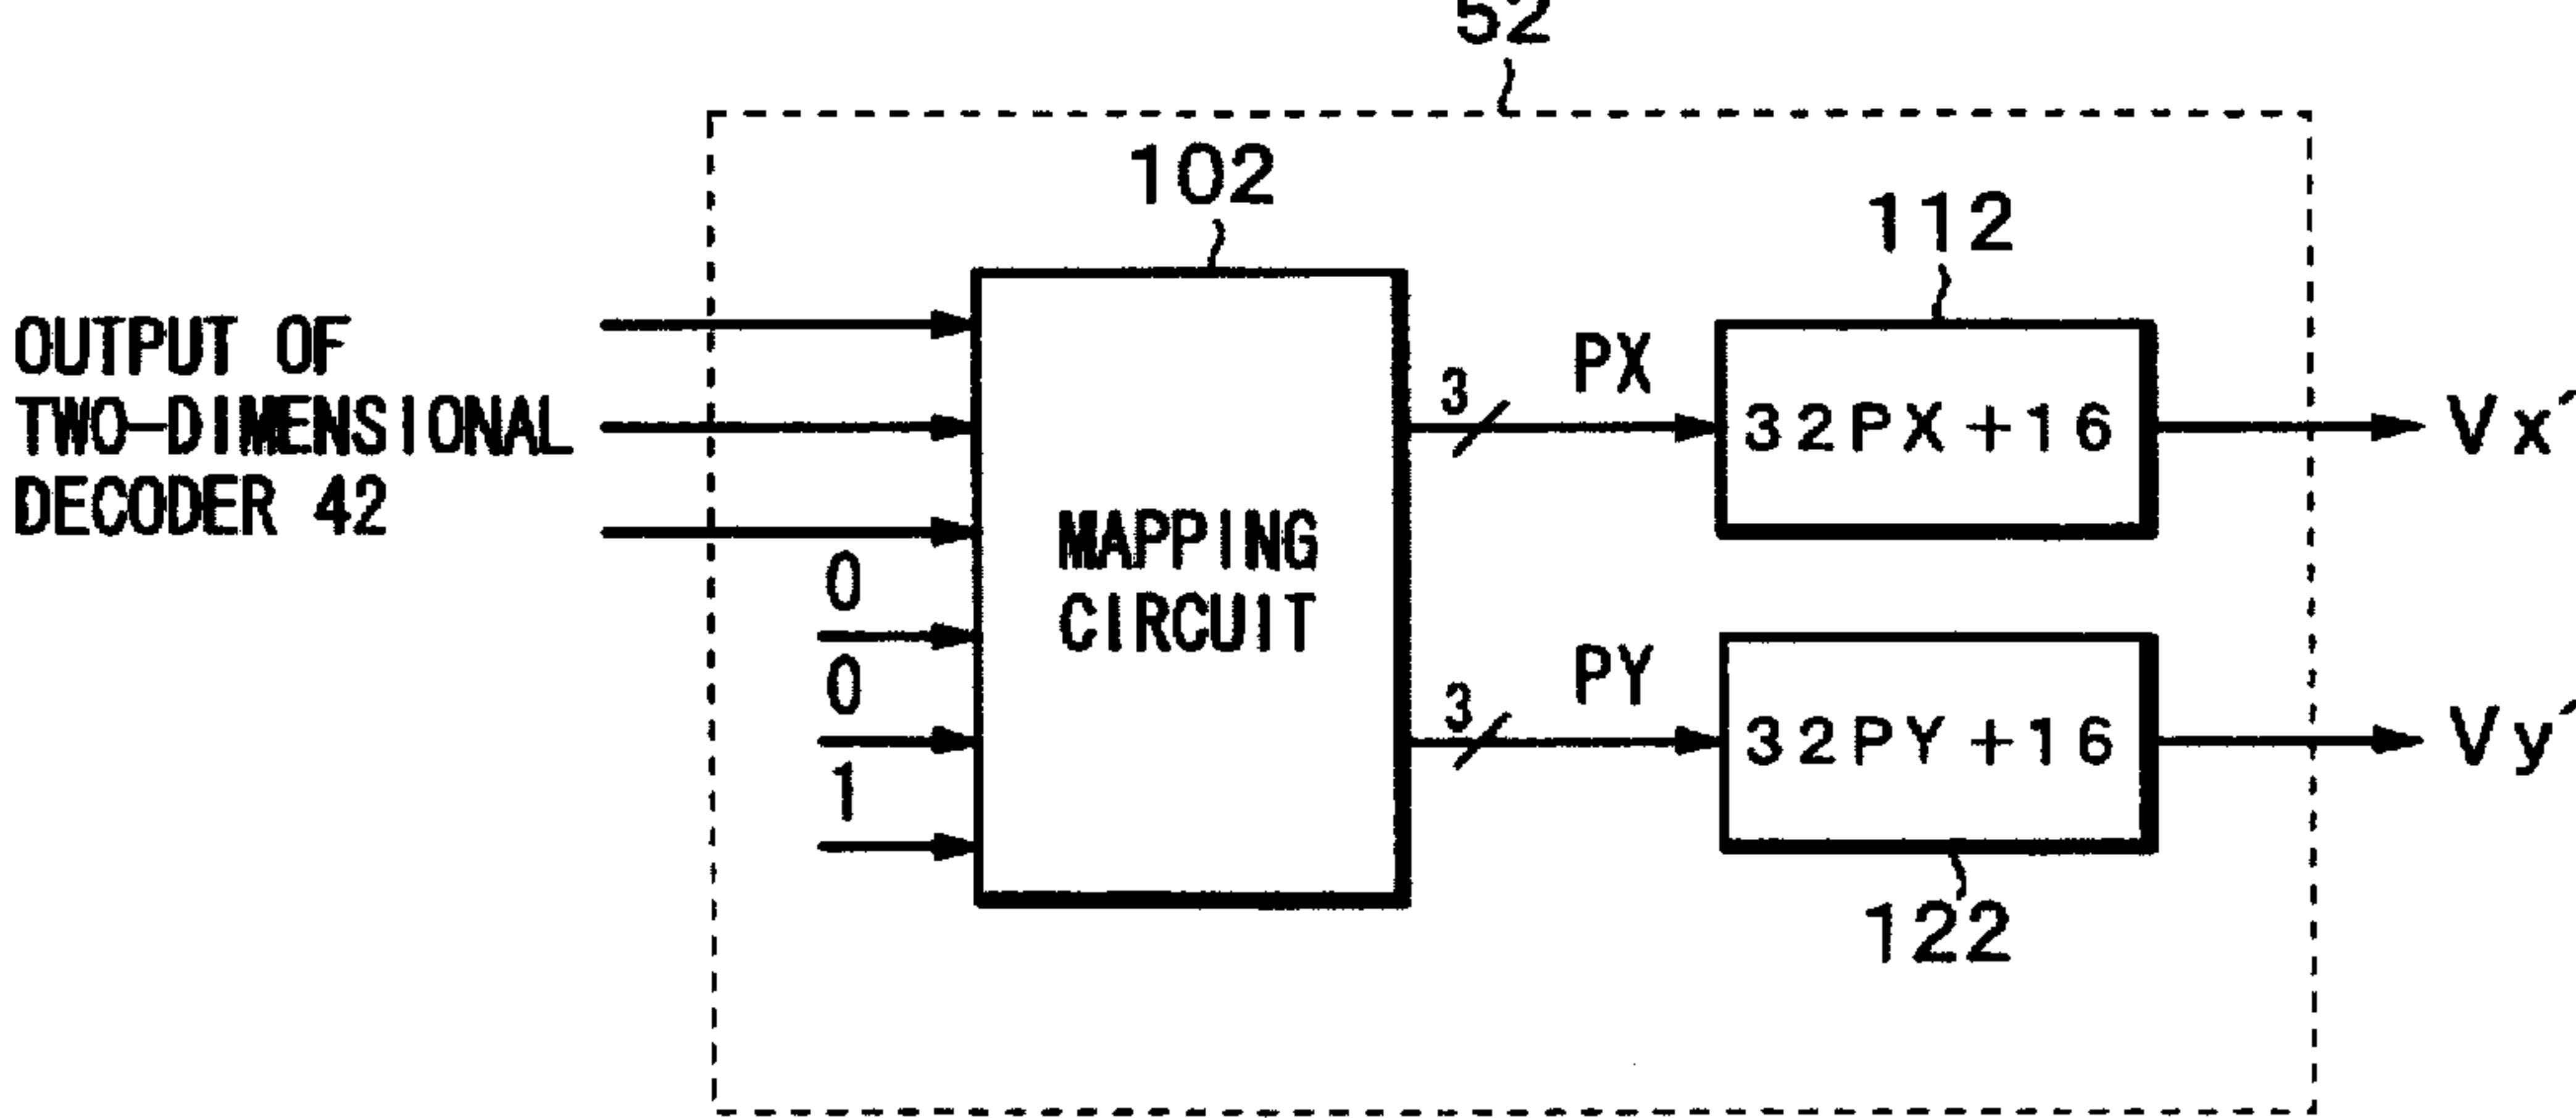 52
102
112
OUTPUT OF
TWO-DIMENSIONAL
DECODER 42
0
0
1
MAPPING
CIRCUIT
3
PX
32PX+16
Vx´
3
PY
32PY+16
Vy´
122